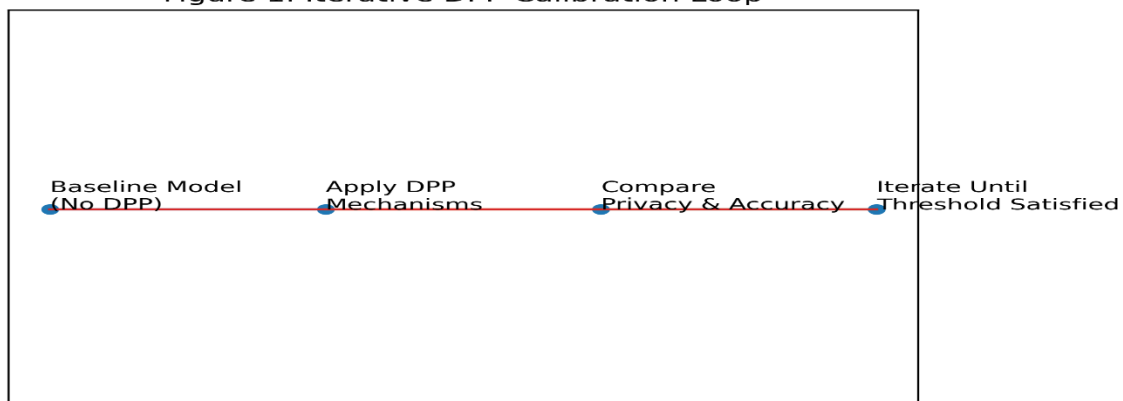 Figure 1: Iterative DPP Calibration Loop
Baseline Model
(No DPP)
Apply DPP
Mechanisms
Compare
Privacy & Accuracy
Iterate Until
Threshold Satisfied